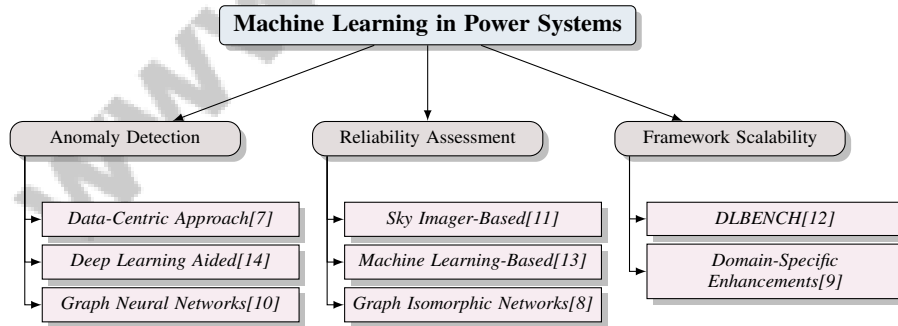 Machine Learning in Power Systems
Anomaly Detection
Reliability Assessment
Framework Scalability
Data-Centric Approach[7]
Deep Learning Aided[14]
Graph Neural Networks[10]
Sky Imager-Based[11]
Machine Learning-Based[13]
Graph Isomorphic Networks[8]
DLBENCH[12]
Domain-Specific
Enhancements[9]